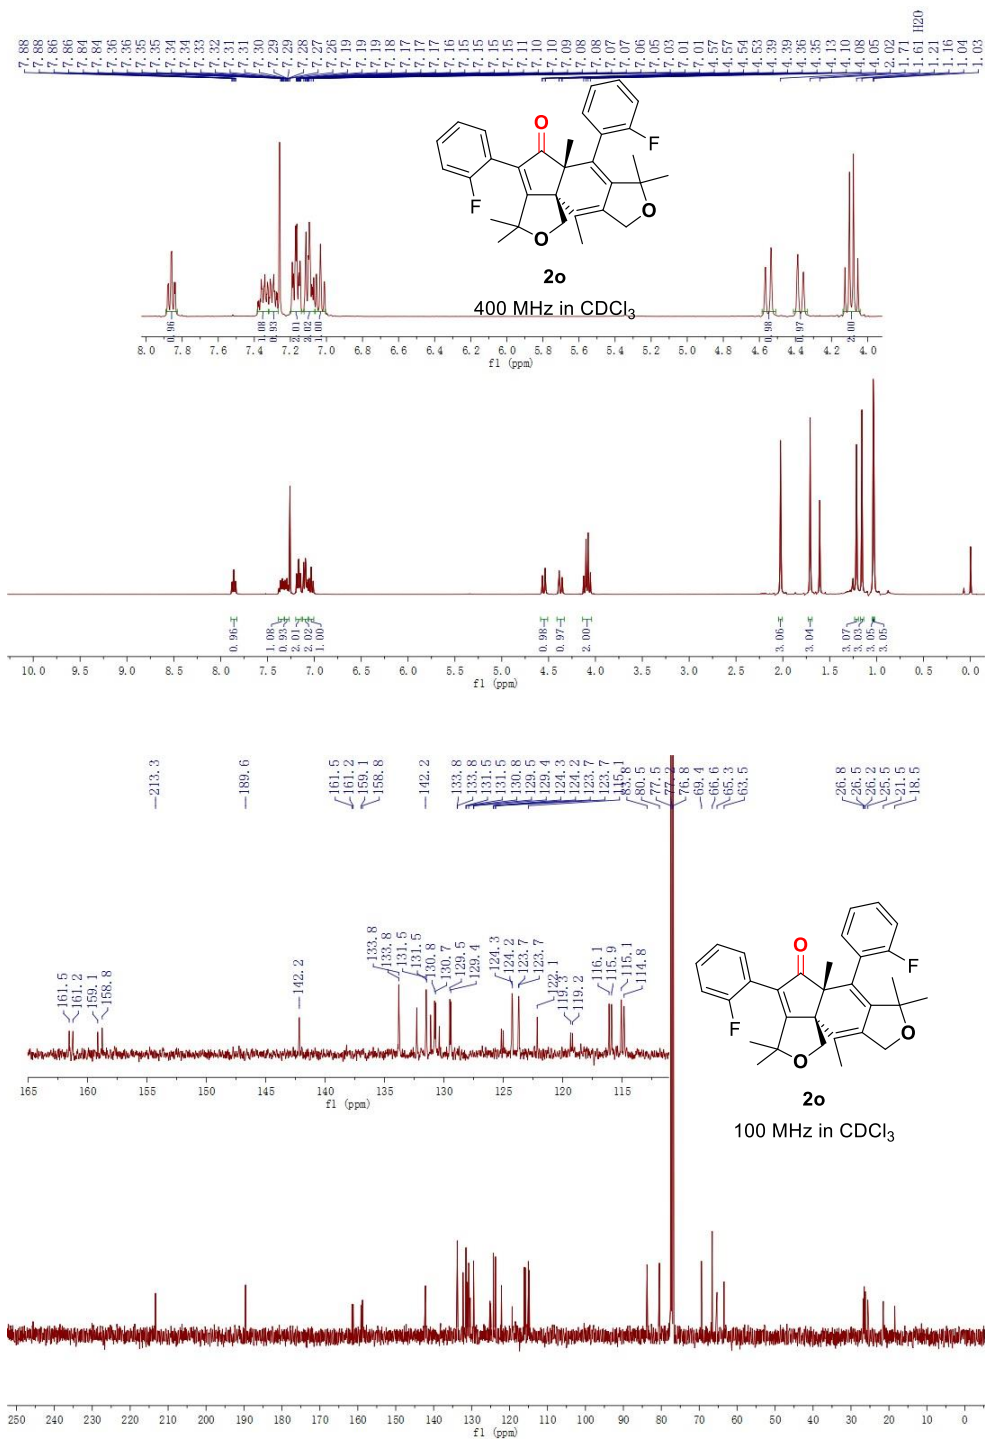 7.88 7.88 7.86 7.86 7.84 7.84 7.36 7.36 7.35 7.35 7.34 7.34 7.33 7.32 7.31 7.31 7.30 7.29 7.29 7.28 7.27 7.26 7.19 7.19 7.19 7.18 7.17 7.17 7.17 7.16 7.15 7.15 7.15 7.15 7.11 7.10 7.10 7.09 7.08 7.08 7.07 7.07 7.06 7.05 7.03 7.01 7.01 4.57 4.57 4.54 4.53 4.39 4.39 4.36 4.35 4.13 4.10 4.08 4.05 2.02 1.71 1.61 H2O 1.21 1.16 1.04 1.03
O
F
F
O
O
2o
400 MHz in CDCl3
0.96 1.08 0.93 2.01 2.02 1.00 0.98 0.97 2.00
8.0 7.8 7.6 7.4 7.2 7.0 6.8 6.6 6.4 6.2 6.0 5.8 5.6 5.4 5.2 5.0 4.8 4.6 4.4 4.2 4.0
f1 (ppm)
0.96 1.08 0.93 2.01 2.02 1.00 0.98 0.97 2.00 3.06 3.04 3.07 3.03 3.05 3.05
10.0 9.5 9.0 8.5 8.0 7.5 7.0 6.5 6.0 5.5 5.0 4.5 4.0 3.5 3.0 2.5 2.0 1.5 1.0 0.5 0.0
f1 (ppm)
213.3 189.6 161.5 161.2 159.1 158.8 142.2 133.8 133.8 131.5 131.5 130.8 129.5 129.4 124.3 124.2 123.7 123.7 115.1 83.8 80.5 77.5 77.2 76.8 69.4 66.6 65.3 63.5 26.8 26.5 26.2 25.5 21.5 18.5
161.5 161.2 159.1 158.8 142.2 133.8 133.8 131.5 131.5 130.8 130.7 129.5 129.4 124.3 124.2 123.7 123.7 122.1 119.3 119.2 116.1 115.9 115.1 114.8
165 160 155 150 145 140 135 130 125 120 115
f1 (ppm)
O
F
F
O
O
2o
100 MHz in CDCl3
250 240 230 220 210 200 190 180 170 160 150 140 130 120 110 100 90 80 70 60 50 40 30 20 10 0
f1 (ppm)